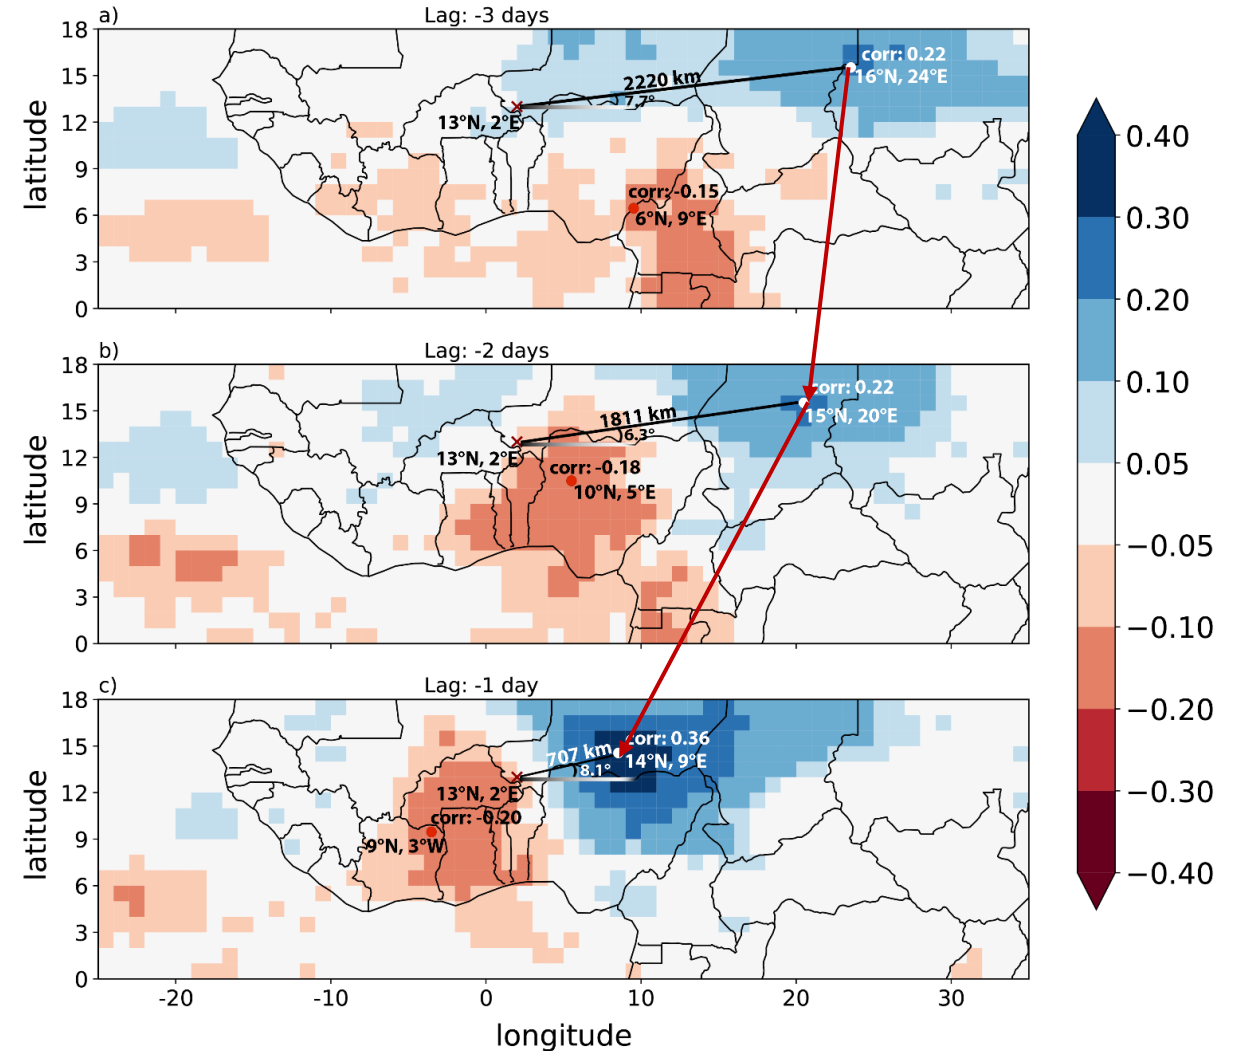 a)
Lag: -3 days
18
15
12
9
6
3
0
latitude
corr: 0.22
16°N, 24°E
2220 km
7.7°
13°N, 2°E
corr: -0.15
6°N, 9°E
b)
Lag: -2 days
18
15
12
9
6
3
0
latitude
corr: 0.22
15°N, 20°E
1811 km
6.3°
13°N, 2°E
corr: -0.18
10°N, 5°E
c)
Lag: -1 day
18
15
12
9
6
3
0
latitude
corr: 0.36
14°N, 9°E
707 km
8.1°
13°N, 2°E
corr: -0.20
9°N, 3°W
-20
-10
0
10
20
30
longitude
0.40
0.30
0.20
0.10
0.05
−0.05
−0.10
−0.20
−0.30
−0.40